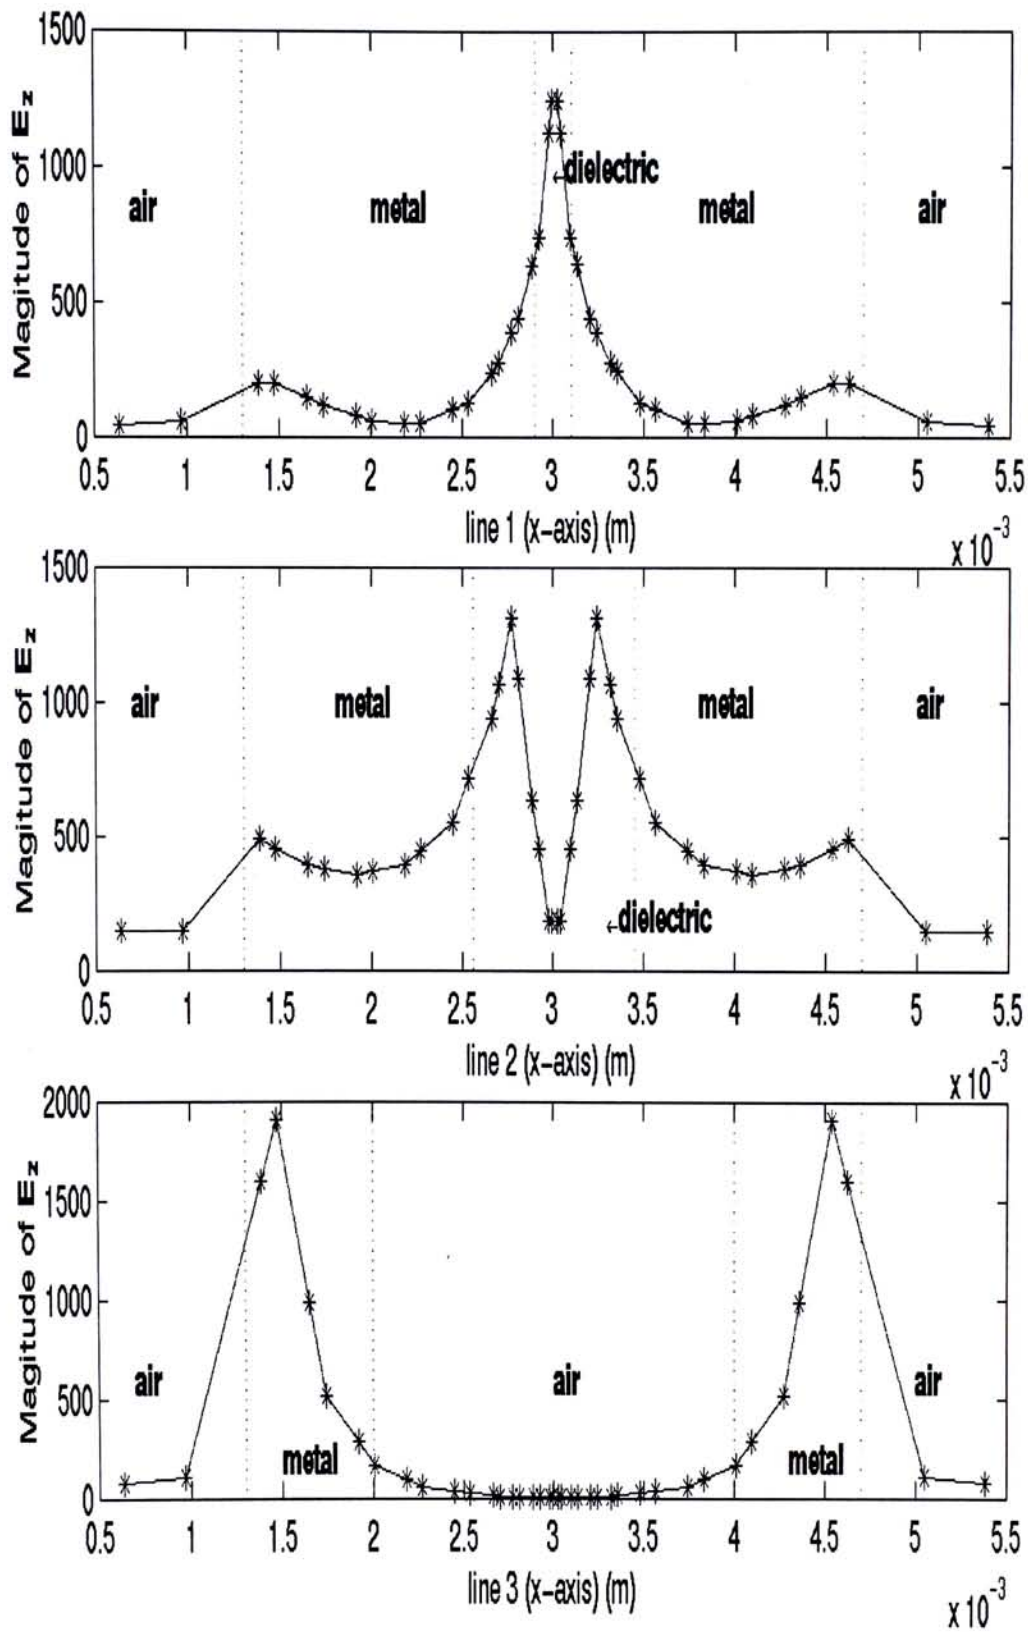 1500
1000
500
0
Magitude of Ez
air
metal
←dielectric
metal
air
0.5 1 1.5 2 2.5 3 3.5 4 4.5 5 5.5
line 1 (x-axis) (m)
x 10-3
1500
1000
500
0
Magitude of Ez
air
metal
metal
air
←dielectric
0.5 1 1.5 2 2.5 3 3.5 4 4.5 5 5.5
line 2 (x-axis) (m)
x 10-3
2000
1500
1000
500
0
Magitude of Ez
air
air
air
metal
metal
0.5 1 1.5 2 2.5 3 3.5 4 4.5 5 5.5
line 3 (x-axis) (m)
x 10-3